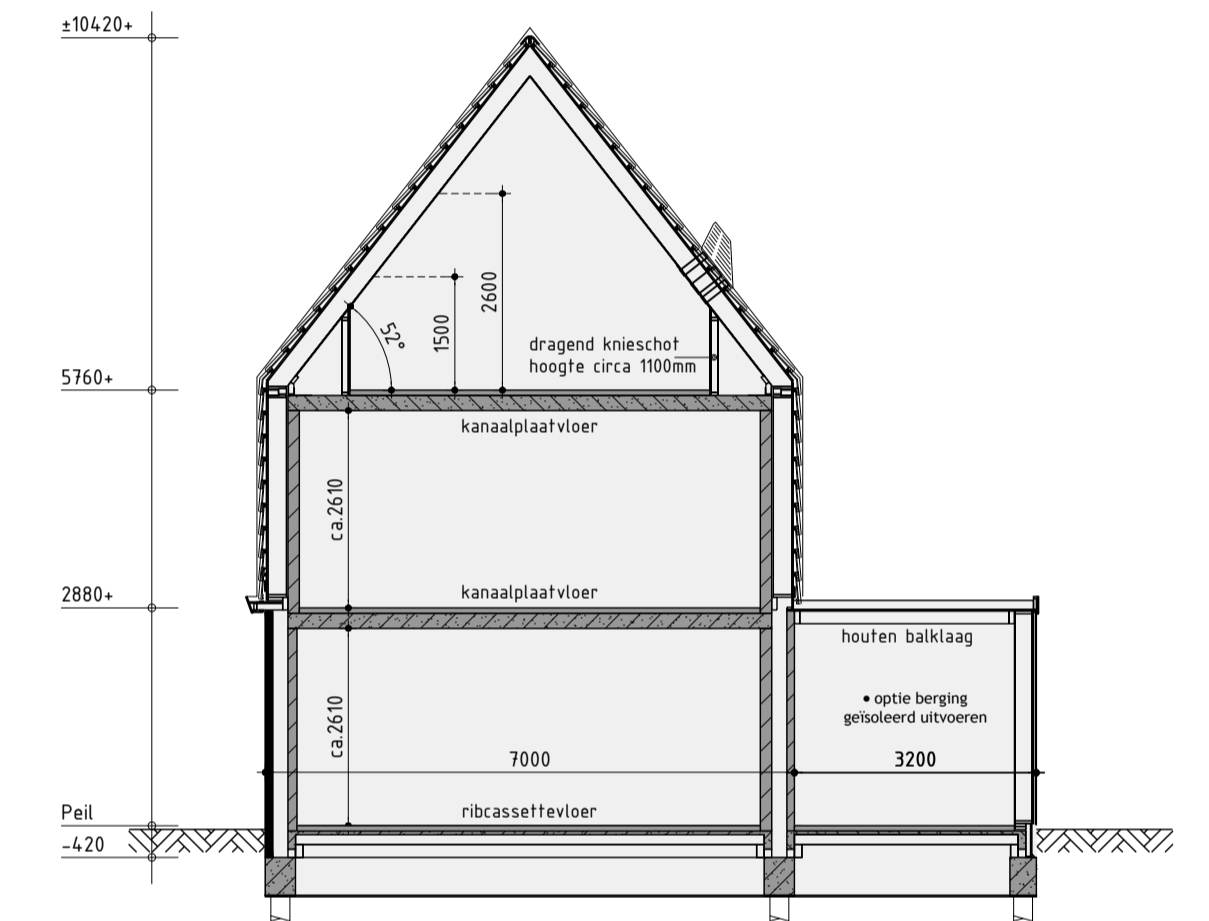 ±10420+
2600
1500
52°
dragend knieschot
hoogte circa 1100mm
5760+
kanaalplaatvloer
ca.2610
kanaalplaatvloer
2880+
houten balklaag
• optie berging
geïsoleerd uitvoeren
ca.2610
7000
3200
Peil
ribcassettevloer
-420